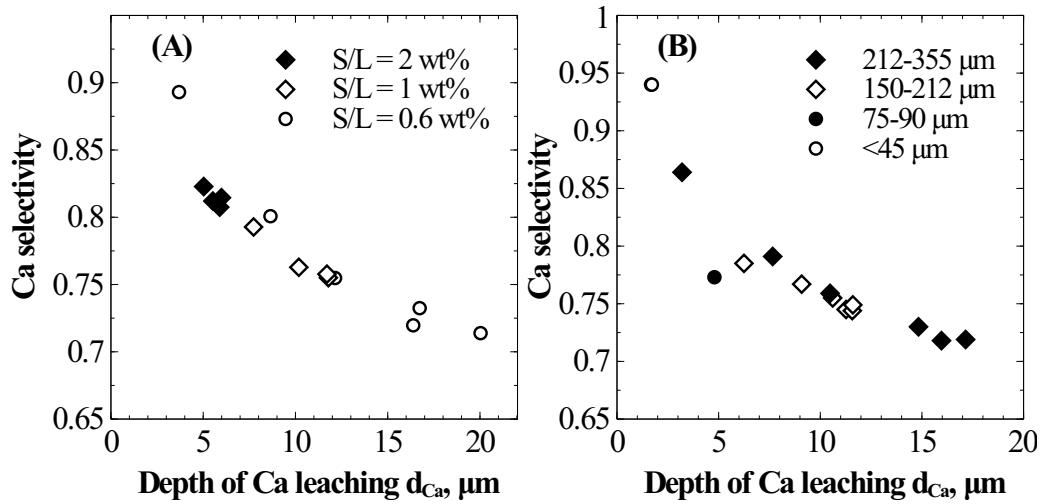 (A)
S/L = 2 wt%
S/L = 1 wt%
S/L = 0.6 wt%
0.9
0.85
0.8
0.75
0.7
0.65
0
5
10
15
20
Ca selectivity
Depth of Ca leaching dCa, μm
(B)
212-355 μm
150-212 μm
75-90 μm
<45 μm
1
0.95
0.9
0.85
0.8
0.75
0.7
0.65
0
5
10
15
20
Ca selectivity
Depth of Ca leaching dCa, μm